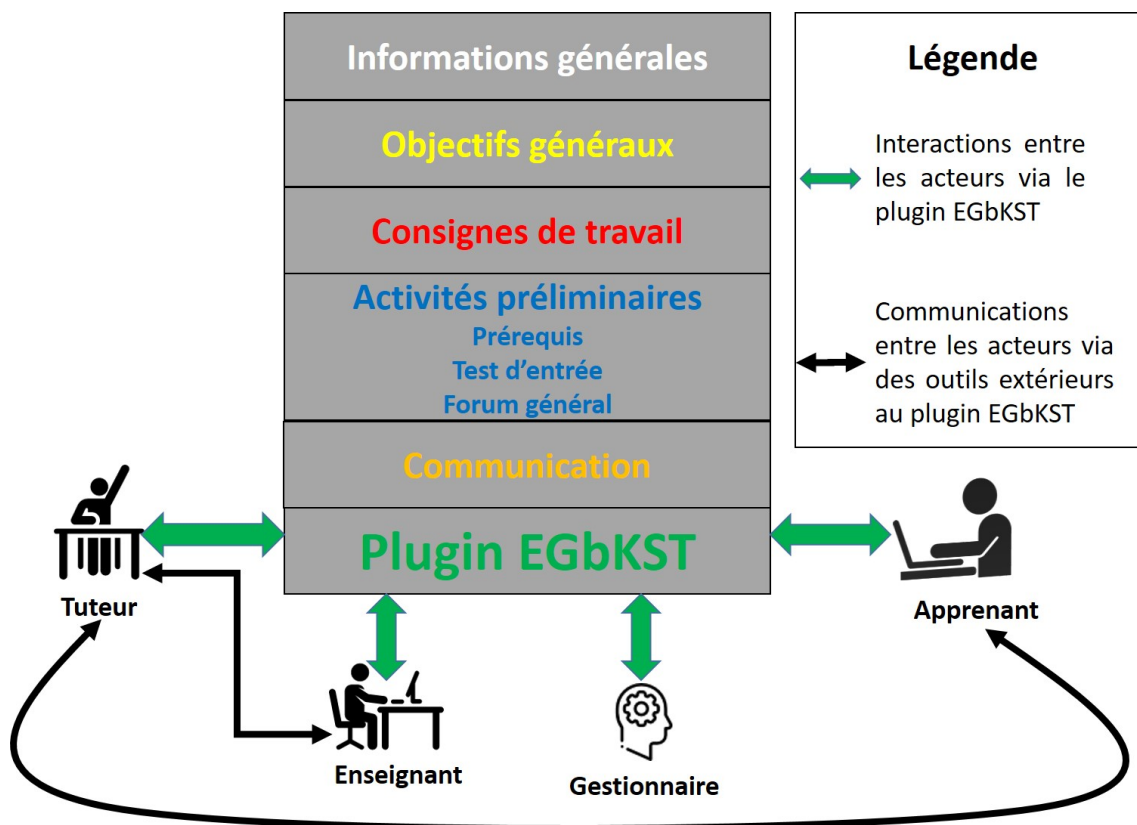 Informations générales
Objectifs généraux
Consignes de travail
Activités préliminaires
Prérequis
Test d’entrée
Forum général
Communication
Plugin EGbKST
Légende
Interactions entre
les acteurs via le
plugin EGbKST
Communications
entre les acteurs via
des outils extérieurs
au plugin EGbKST
Tuteur
Apprenant
Enseignant
Gestionnaire